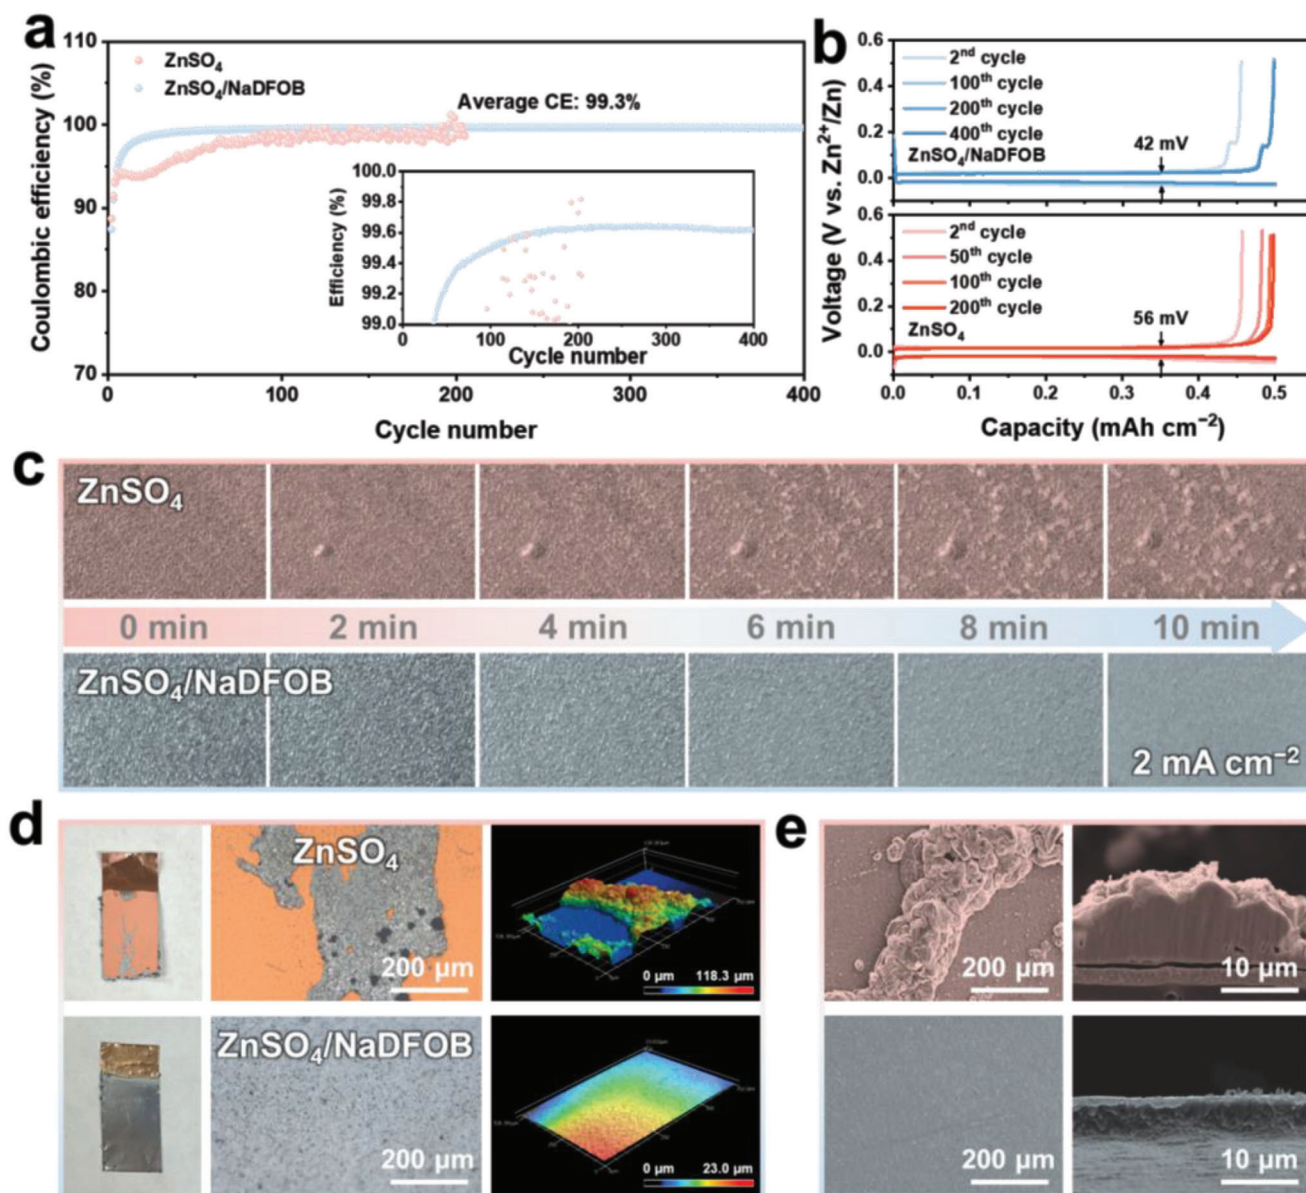 a
110
100
90
80
70
Coulombic efficiency (%)
ZnSO₄
ZnSO₄/NaDFOB
Average CE: 99.3%
100.0
99.8
99.6
99.4
99.2
99.0
Efficiency (%)
0 100 200 300 400
Cycle number
0 100 200 300 400
Cycle number
b
0.6
0.4
0.2
0.0
2ⁿᵈ cycle
100ᵗʰ cycle
200ᵗʰ cycle
400ᵗʰ cycle
ZnSO₄/NaDFOB
42 mV
Voltage (V vs. Zn²⁺/Zn)
0.6
0.4
0.2
0.0
2ⁿᵈ cycle
50ᵗʰ cycle
100ᵗʰ cycle
200ᵗʰ cycle
ZnSO₄
56 mV
0.0 0.1 0.2 0.3 0.4 0.5
Capacity (mAh cm⁻²)
c
ZnSO₄
0 min 2 min 4 min 6 min 8 min 10 min
ZnSO₄/NaDFOB
2 mA cm⁻²
d
ZnSO₄
200 µm
0 µm 118.3 µm
ZnSO₄/NaDFOB
200 µm
0 µm 23.0 µm
e
200 µm
10 µm
200 µm
10 µm